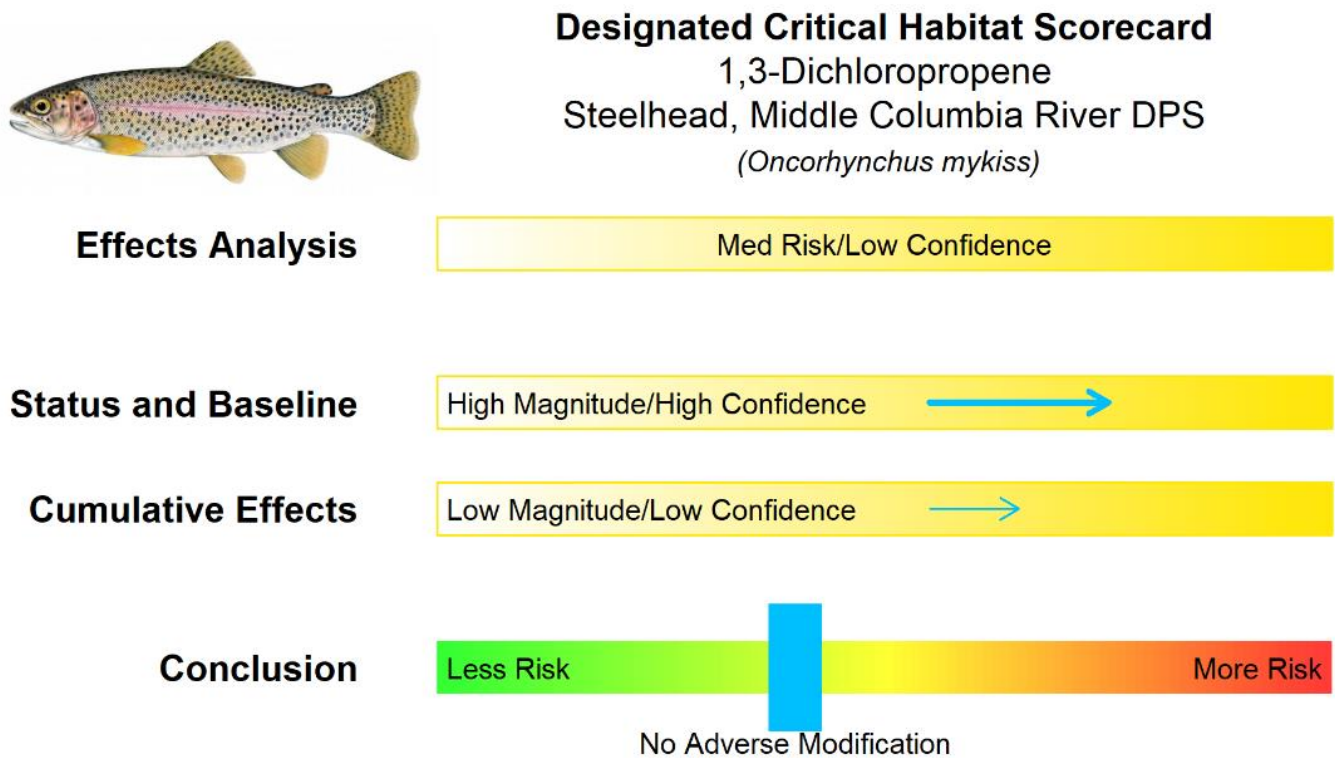 Designated Critical Habitat Scorecard
1,3-Dichloropropene
Steelhead, Middle Columbia River DPS
(Oncorhynchus mykiss)
Effects Analysis
Med Risk/Low Confidence
Status and Baseline
High Magnitude/High Confidence
Cumulative Effects
Low Magnitude/Low Confidence
Conclusion
Less Risk
More Risk
No Adverse Modification